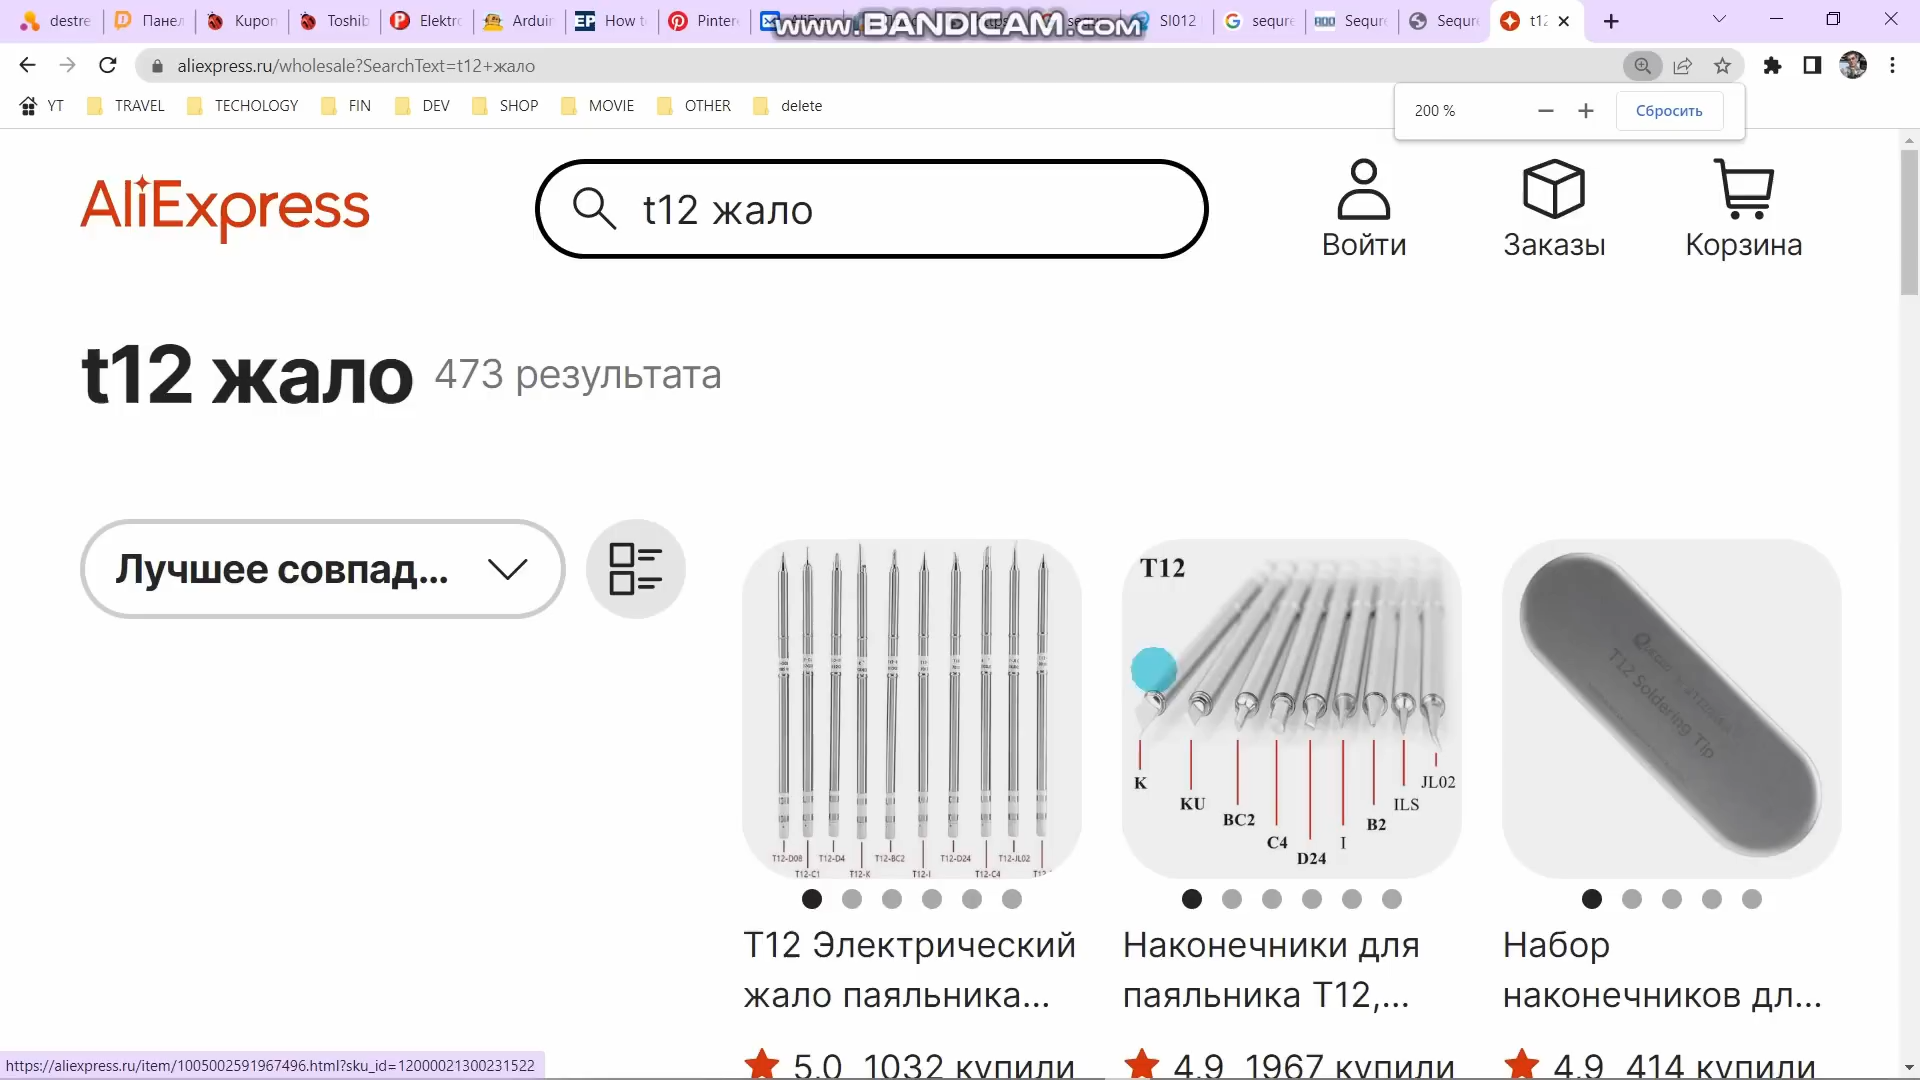 destre
Панел
Kupon
Toshib
Elektro
Arduin
How t
Pinter
SI012
sequre
Sequre
Sequre
t12
www.BANDICAM.com
aliexpress.ru/wholesale?SearchText=t12+жало
YT
TRAVEL
TECHOLOGY
FIN
DEV
SHOP
MOVIE
OTHER
delete
200 %
Сбросить
AliExpress
t12 жало
Войти
Заказы
Корзина
t12 жало 473 результата
Лучшее совпад...
T12-D08 T12-D4 T12-BC2 T12-D24 T12-JL02
T12-C1 T12-K T12-I T12-C4
T12
K
KU
BC2
C4
D24
I
B2
ILS
JL02
T12 Soldering Tip
T12 Электрический
жало паяльника...
Наконечники для
паяльника T12,...
Набор
наконечников дл...
5.0 1032 купили
4.9 1967 купили
4.9 414 купили
https://aliexpress.ru/item/1005002591967496.html?sku_id=12000021300231522